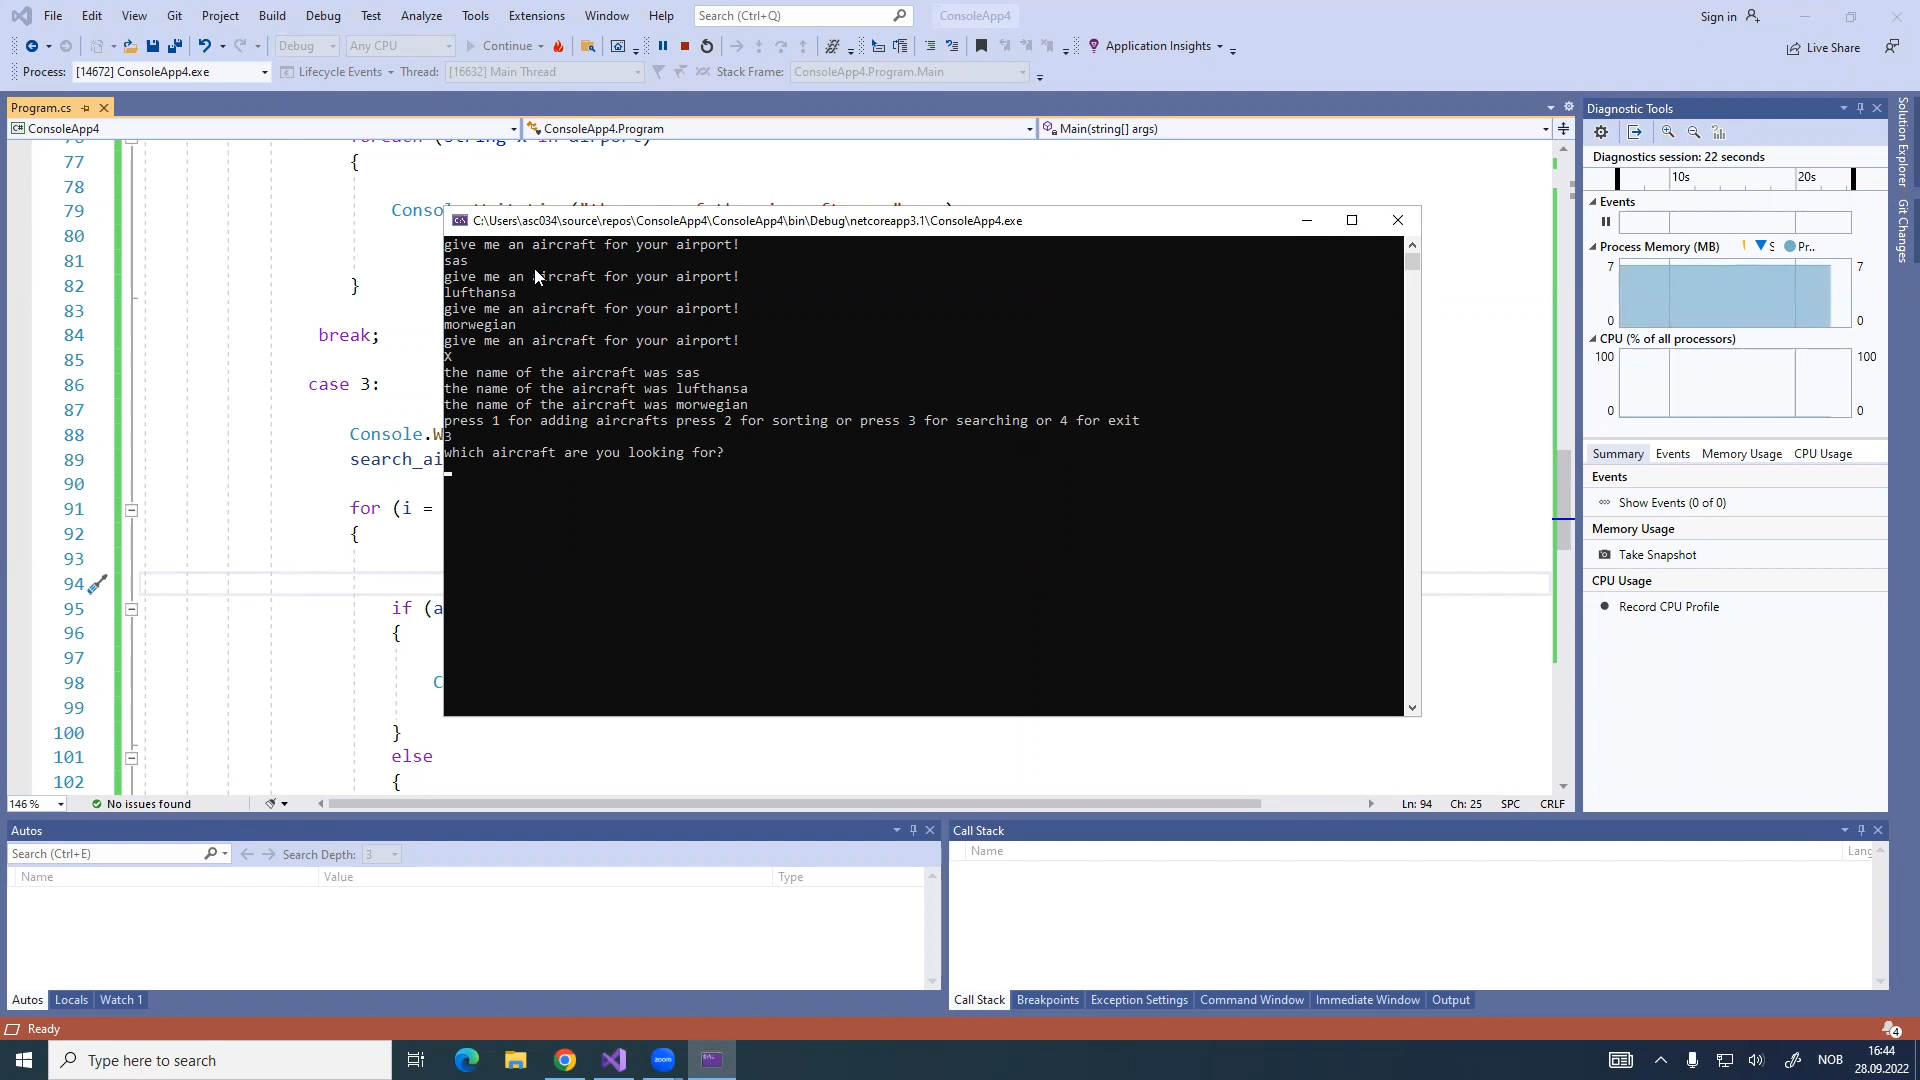 File Edit View Git Project Build Debug Test Analyze Tools Extensions Window Help Search (Ctrl+Q) ConsoleApp4 Sign in
Debug Any CPU Continue Application Insights Live Share
Process: [14672] ConsoleApp4.exe Lifecycle Events Thread: [16632] Main Thread Stack Frame: ConsoleApp4.Program.Main
Program.cs
ConsoleApp4 ConsoleApp4.Program Main(string[] args)
77 {
78
79 Conso
80
81
82 }
83
84 break;
85
86 case 3:
87
88 Console.W
89 search_ai
90
91 for (i =
92 {
93
94
95 if (a
96 {
97
98 C
99
100 }
101 else
102 {
C:\Users\asc034\source\repos\ConsoleApp4\ConsoleApp4\bin\Debug\netcoreapp3.1\ConsoleApp4.exe
give me an aircraft for your airport!
sas
give me an aircraft for your airport!
lufthansa
give me an aircraft for your airport!
morwegian
give me an aircraft for your airport!
X
the name of the aircraft was sas
the name of the aircraft was lufthansa
the name of the aircraft was morwegian
press 1 for adding aircrafts press 2 for sorting or press 3 for searching or 4 for exit
3
which aircraft are you looking for?
146 % No issues found Ln: 94 Ch: 25 SPC CRLF
Diagnostic Tools
Diagnostics session: 22 seconds
10s 20s
Events
Process Memory (MB) S Pr...
7 7
0 0
CPU (% of all processors)
100 100
0 0
Summary Events Memory Usage CPU Usage
Events
Show Events (0 of 0)
Memory Usage
Take Snapshot
CPU Usage
Record CPU Profile
Solution Explorer
Git Changes
Autos
Search (Ctrl+E) Search Depth: 3
Name Value Type
Autos Locals Watch 1
Call Stack
Name Lang
Call Stack Breakpoints Exception Settings Command Window Immediate Window Output
Ready 4
Type here to search zoom NOB 16:44
28.09.2022